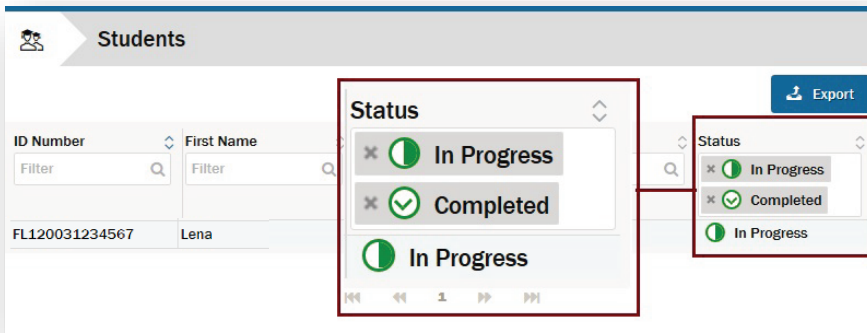 Students
Export
ID Number
First Name
Status
Filter
Filter
In Progress
Completed
FL120031234567
Lena
In Progress
1
Status
In Progress
Completed
In Progress